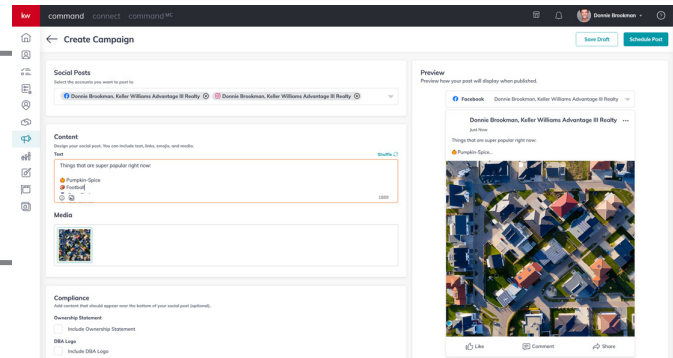 kw command connect command MC Donnie Brookman
← Create Campaign Save Draft Schedule Post
Social Posts
Select the accounts you want to post to
Donnie Brookman, Keller Williams Advantage III Realty Donnie Brookman, Keller Williams Advantage III Realty
Content
Design your social post. You can include text, links, emojis, and media.
Text Shuffle
Things that are super popular right now:
🎃 Pumpkin-Spice
🏈 Football
Media
Compliance
Add content that should appear over the bottom of your social post (optional).
Ownership Statement
Include Ownership Statement
DBA Logo
Include DBA Logo
Preview
Preview how your post will display when published.
Facebook Donnie Brookman, Keller Williams Advantage III Realty
Donnie Brookman, Keller Williams Advantage III Realty ...
Just Now
Things that are super popular right now:
🎃 Pumpkin-Spice..
Like Comment Share